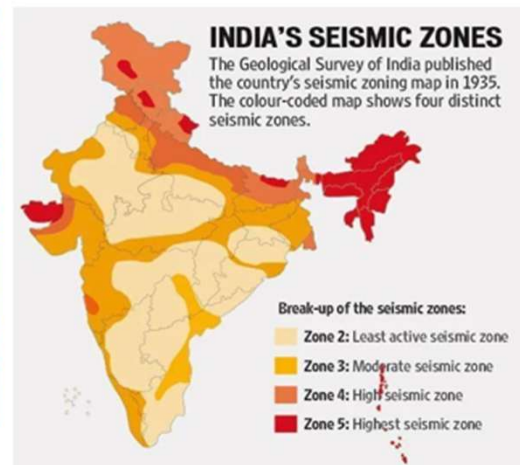 INDIA'S SEISMIC ZONES
The Geological Survey of India published
the country's seismic zoning map in 1935.
The colour-coded map shows four distinct
seismic zones.
Break-up of the seismic zones:
Zone 2: Least active seismic zone
Zone 3: Moderate seismic zone
Zone 4: High seismic zone
Zone 5: Highest seismic zone